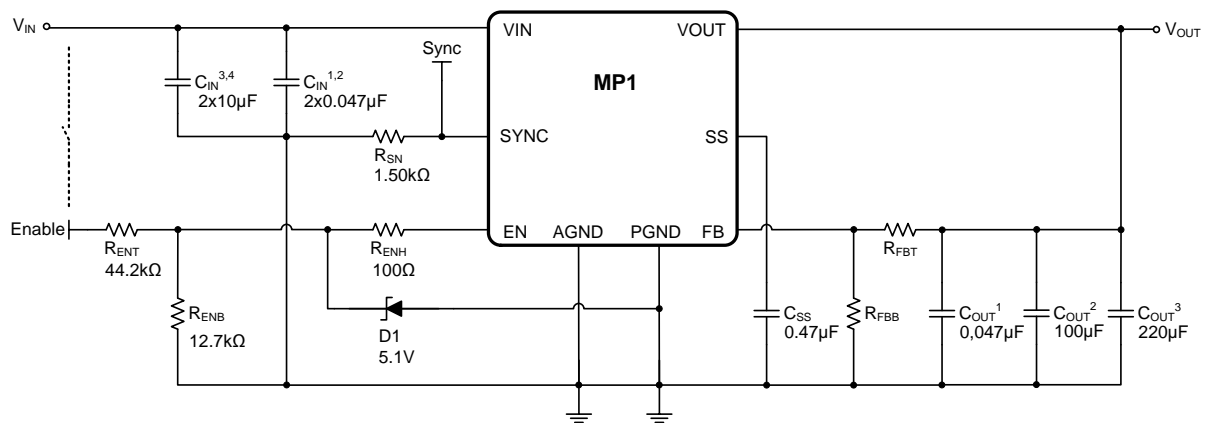 VIN
VIN
VOUT
VOUT
Sync
MP1
CIN3,4
2x10µF
CIN1,2
2x0.047µF
SYNC
SS
RSN
1.50kΩ
Enable
EN
AGND
PGND
FB
RENT
44.2kΩ
RENH
100Ω
RFBT
RENB
12.7kΩ
D1
5.1V
CSS
0.47µF
RFBB
COUT1
0,047µF
COUT2
100µF
COUT3
220µF